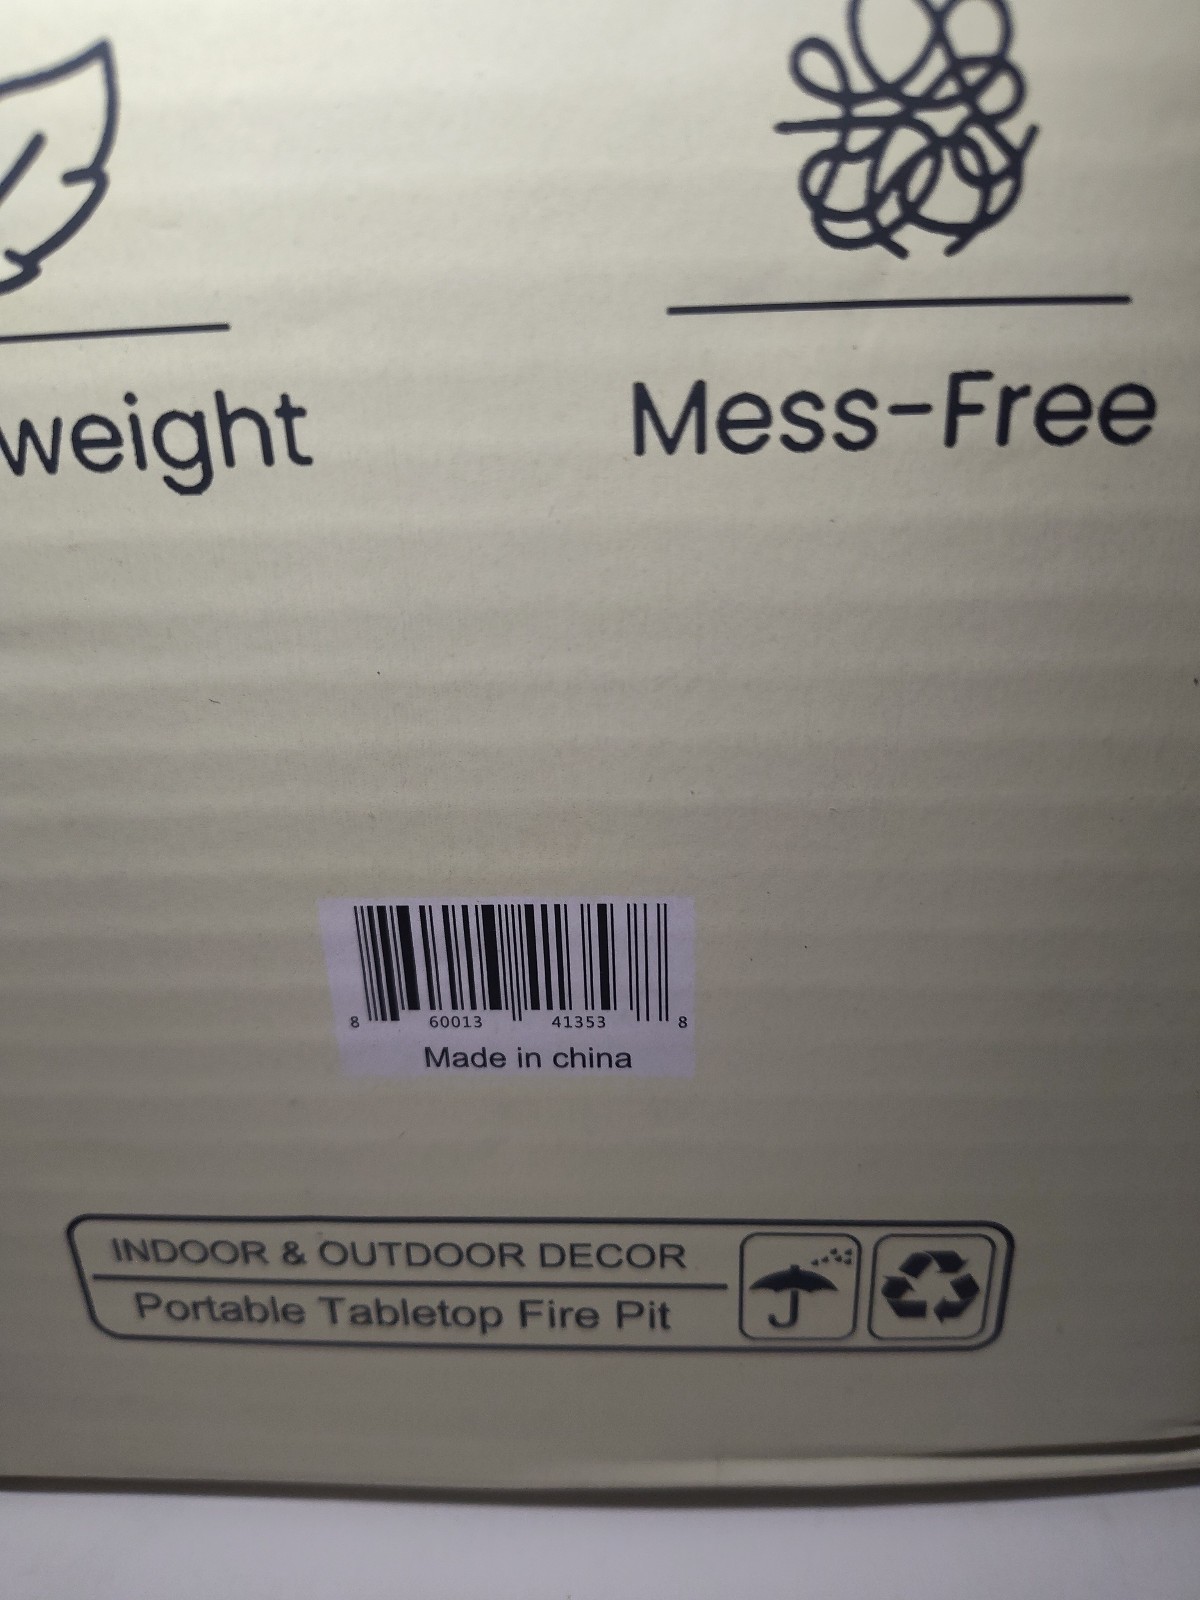 weight
Mess-Free
8 60013 41353 8
Made in china
INDOOR & OUTDOOR DECOR
Portable Tabletop Fire Pit